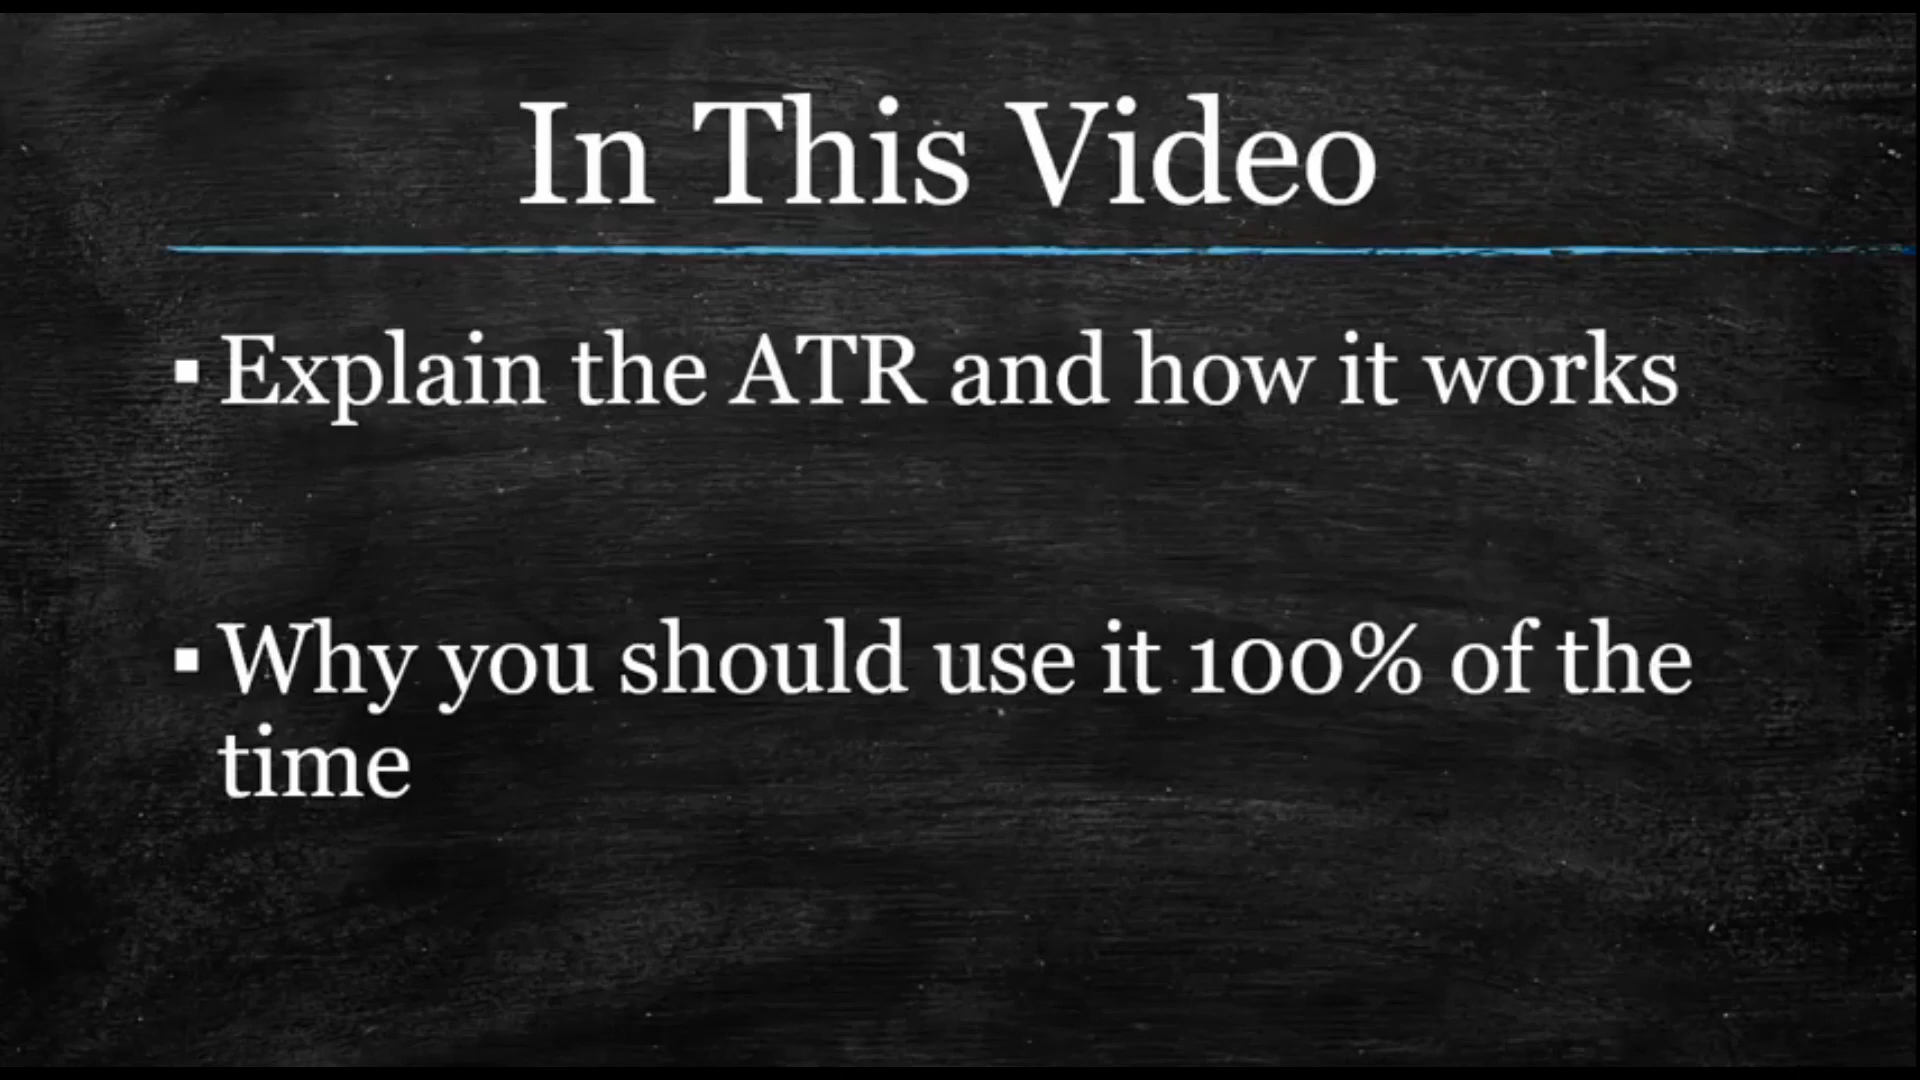 In This Video
▪ Explain the ATR and how it works
▪ Why you should use it 100% of the
time